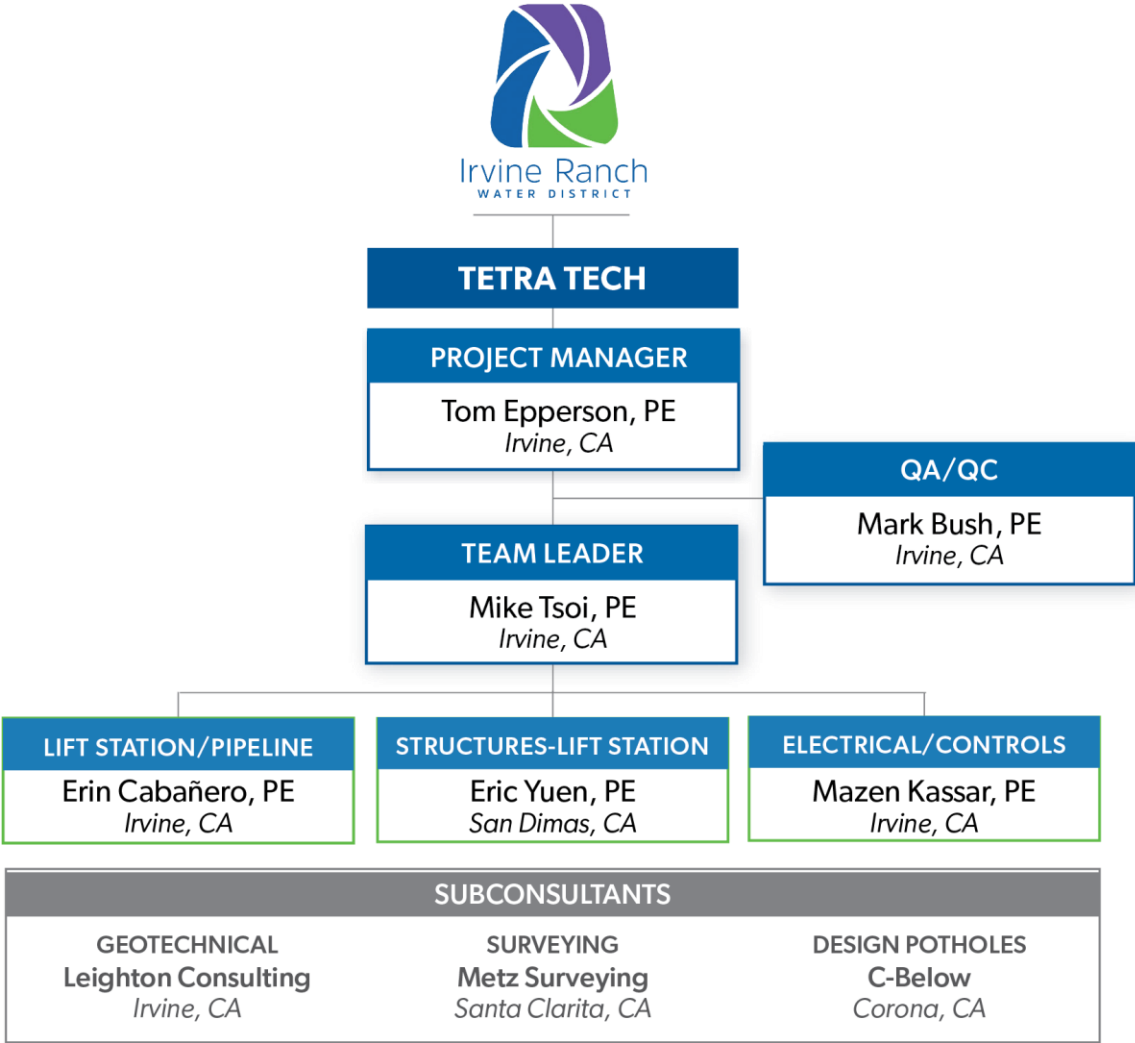 Irvine Ranch
WATER DISTRICT
TETRA TECH
PROJECT MANAGER
Tom Epperson, PE
Irvine, CA
QA/QC
Mark Bush, PE
Irvine, CA
TEAM LEADER
Mike Tsoi, PE
Irvine, CA
LIFT STATION/PIPELINE
Erin Cabañero, PE
Irvine, CA
STRUCTURES-LIFT STATION
Eric Yuen, PE
San Dimas, CA
ELECTRICAL/CONTROLS
Mazen Kassar, PE
Irvine, CA
SUBCONSULTANTS
GEOTECHNICAL
Leighton Consulting
Irvine, CA
SURVEYING
Metz Surveying
Santa Clarita, CA
DESIGN POTHOLES
C-Below
Corona, CA